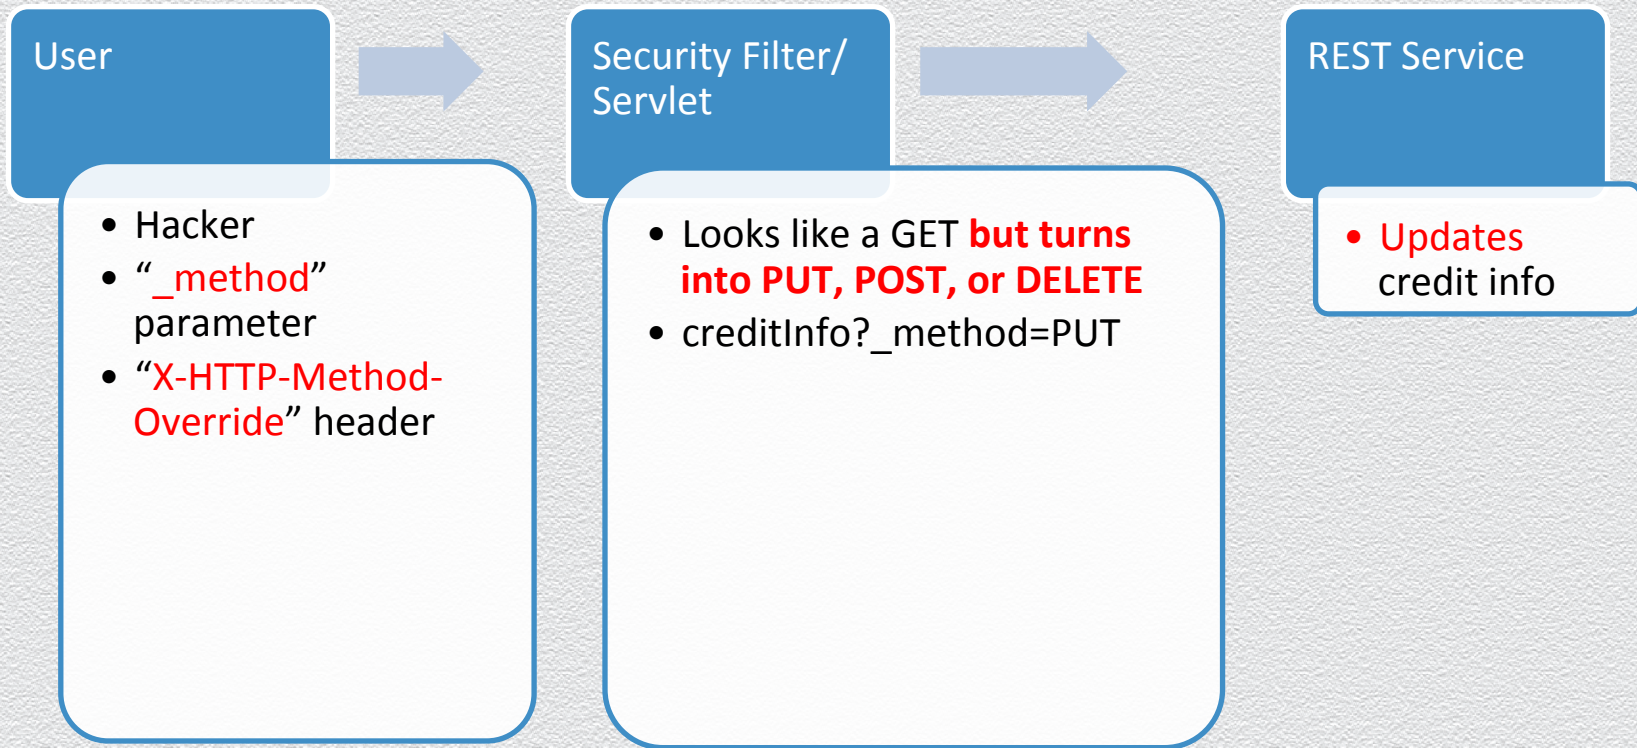 User
Security Filter/
Servlet
REST Service
• Hacker
• “_method”
parameter
• “X-HTTP-Method-
Override” header
• Looks like a GET but turns
into PUT, POST, or DELETE
• creditInfo?_method=PUT
• Updates
credit info